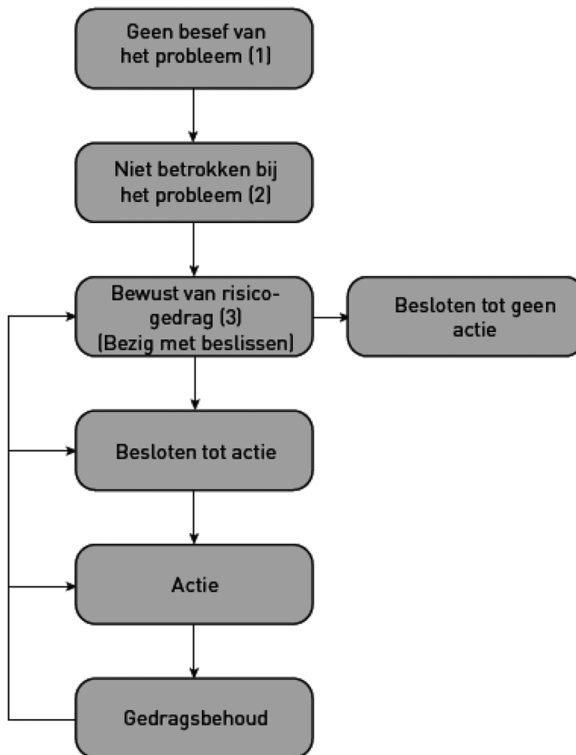 Geen besef van
het probleem (1)
Niet betrokken bij
het probleem (2)
Bewust van risico-
gedrag (3)
(Bezig met beslissen)
Besloten tot geen
actie
Besloten tot actie
Actie
Gedragsbehoud